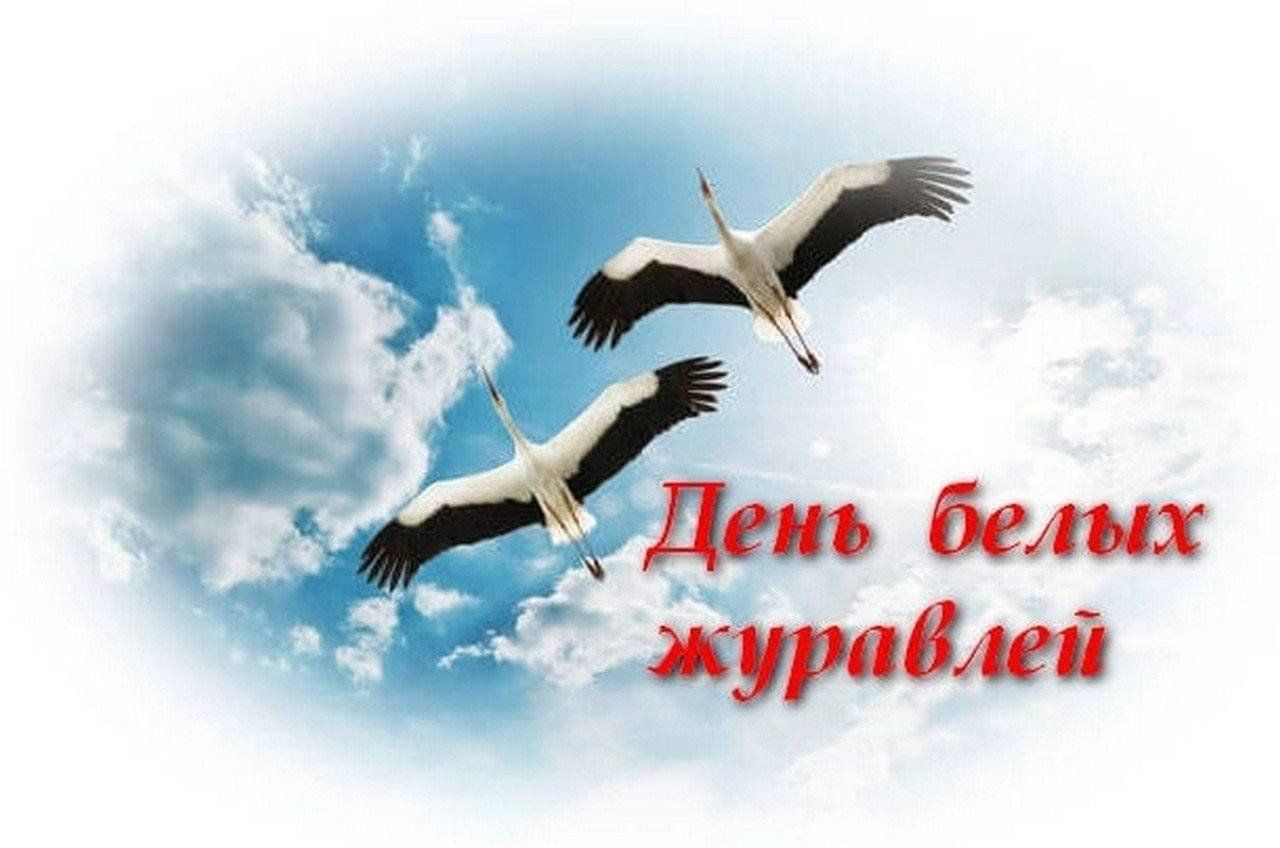 День белых
журавлей